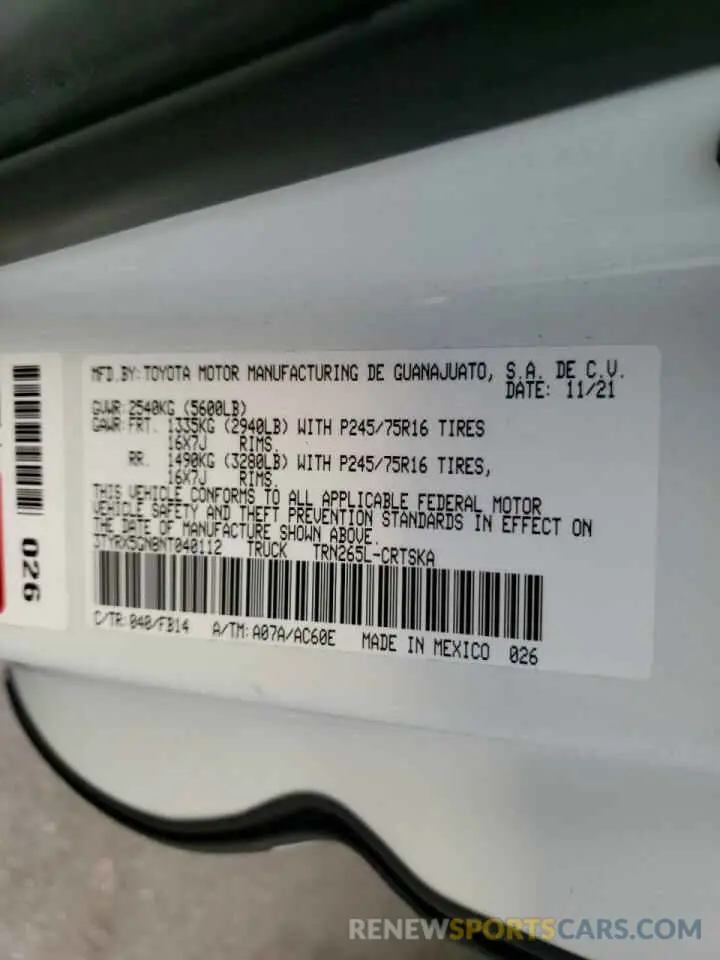 MFD.BY:TOYOTA MOTOR MANUFACTURING DE GUANAJUATO, S.A. DE C.V.
DATE: 11/21
GVWR:2540KG (5600LB)
GAWR:FRT. 1335KG (2940LB) WITH P245/75R16 TIRES
16X7J RIMS.
RR. 1490KG (3280LB) WITH P245/75R16 TIRES,
16X7J RIMS.
THIS VEHICLE CONFORMS TO ALL APPLICABLE FEDERAL MOTOR
VEHICLE SAFETY AND THEFT PREVENTION STANDARDS IN EFFECT ON
THE DATE OF MANUFACTURE SHOWN ABOVE.
3TYRX5GN8NT040112 TRUCK TRN265L-CRTSKA
C/TR:040/FB14 A/TM:A07A/AC60E MADE IN MEXICO 026
026
RENEWSPORTSCARS.COM